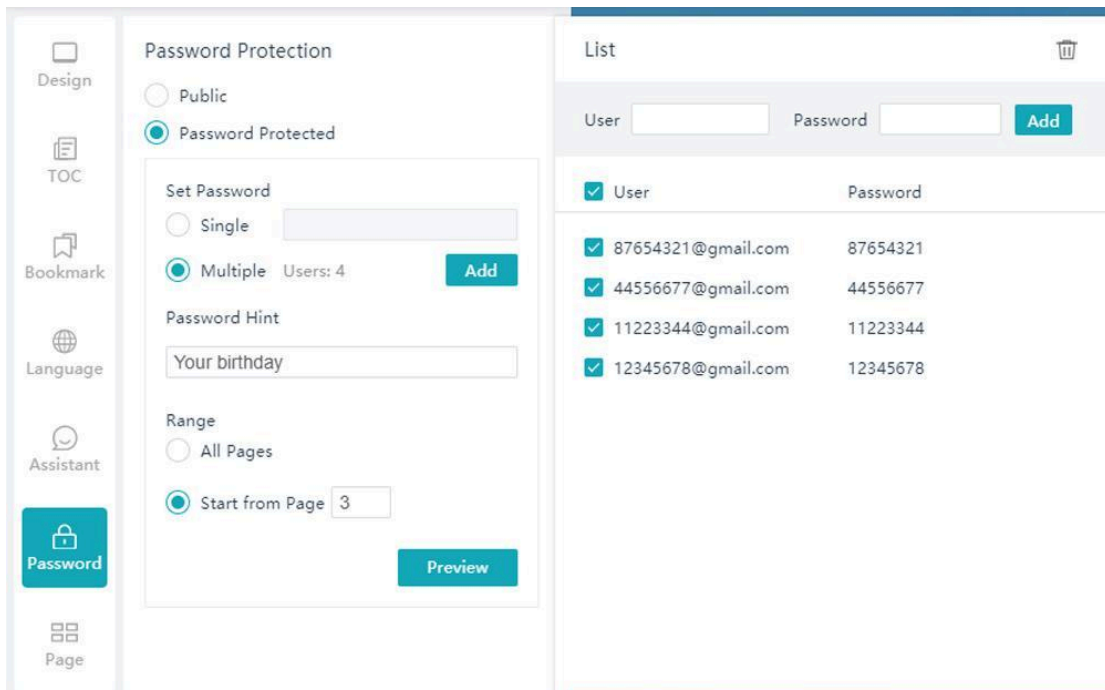 Design
TOC
Bookmark
Language
Assistant
Password
Page
Password Protection
Public
Password Protected
Set Password
Single
Multiple Users: 4 Add
Password Hint
Your birthday
Range
All Pages
Start from Page 3
Preview
List
User Password Add
User Password
87654321@gmail.com 87654321
44556677@gmail.com 44556677
11223344@gmail.com 11223344
12345678@gmail.com 12345678